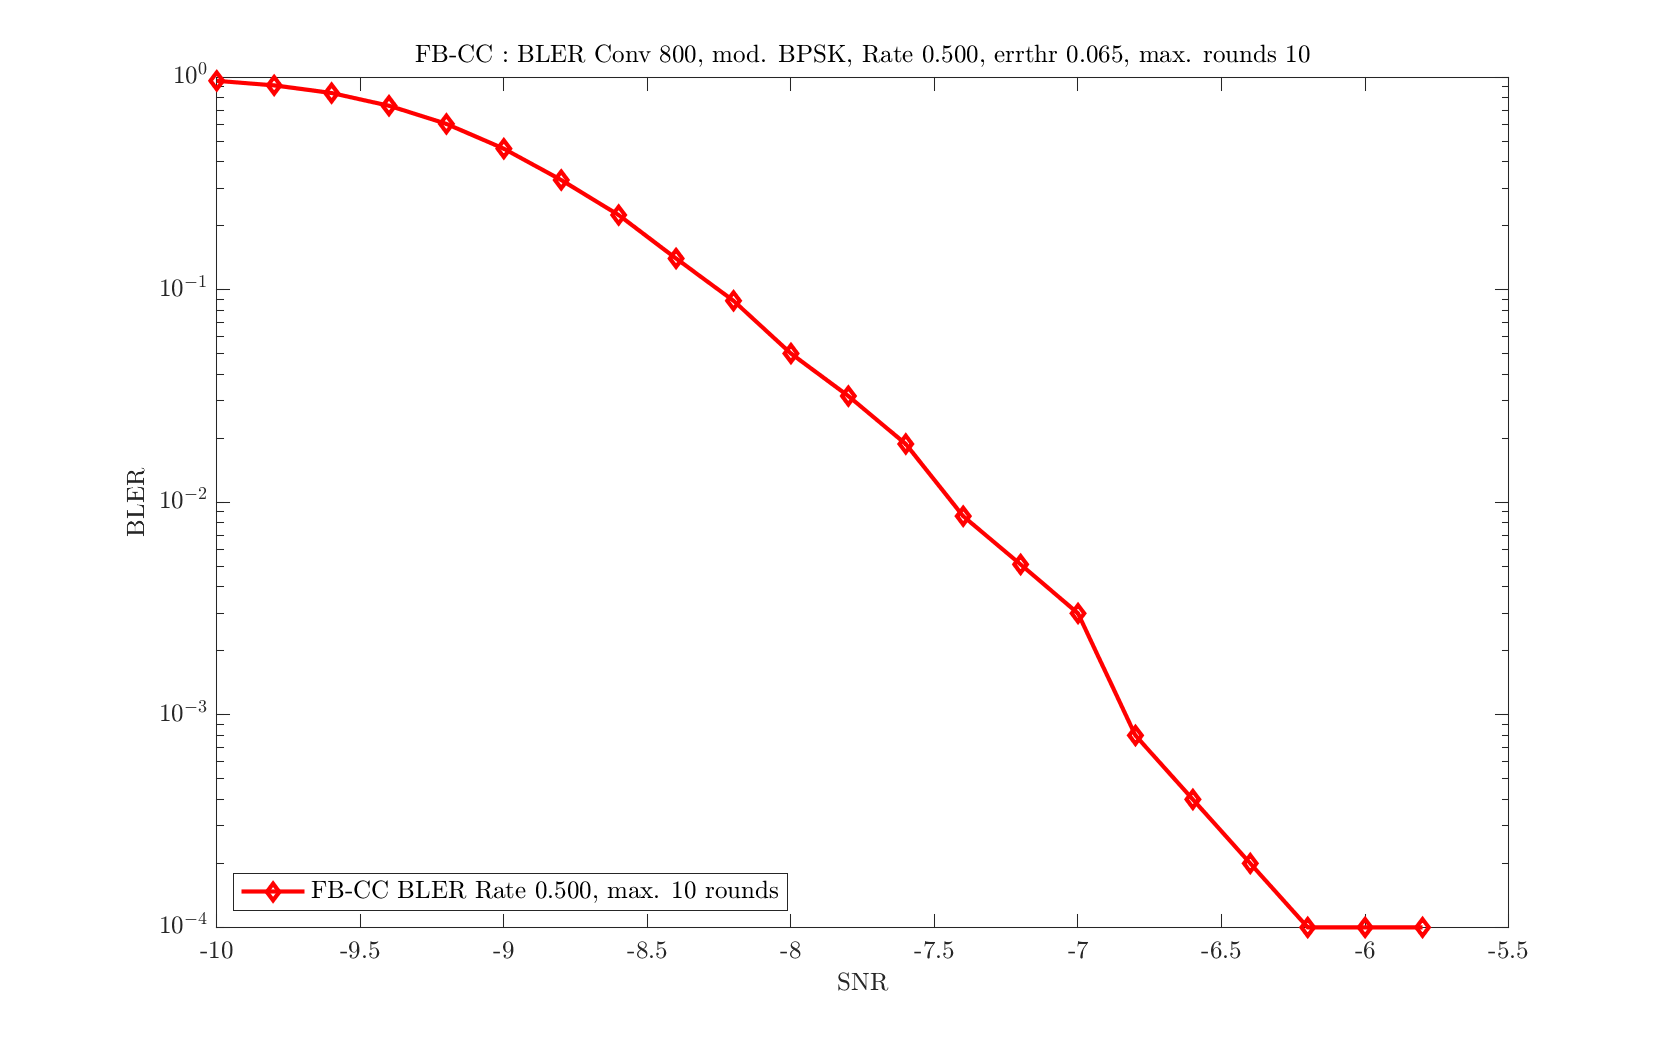 FB-CC : BLER Conv 800, mod. BPSK, Rate 0.500, errthr 0.065, max. rounds 10
10^0
10^-1
10^-2
10^-3
10^-4
BLER
FB-CC BLER Rate 0.500, max. 10 rounds
-10 -9.5 -9 -8.5 -8 -7.5 -7 -6.5 -6 -5.5
SNR